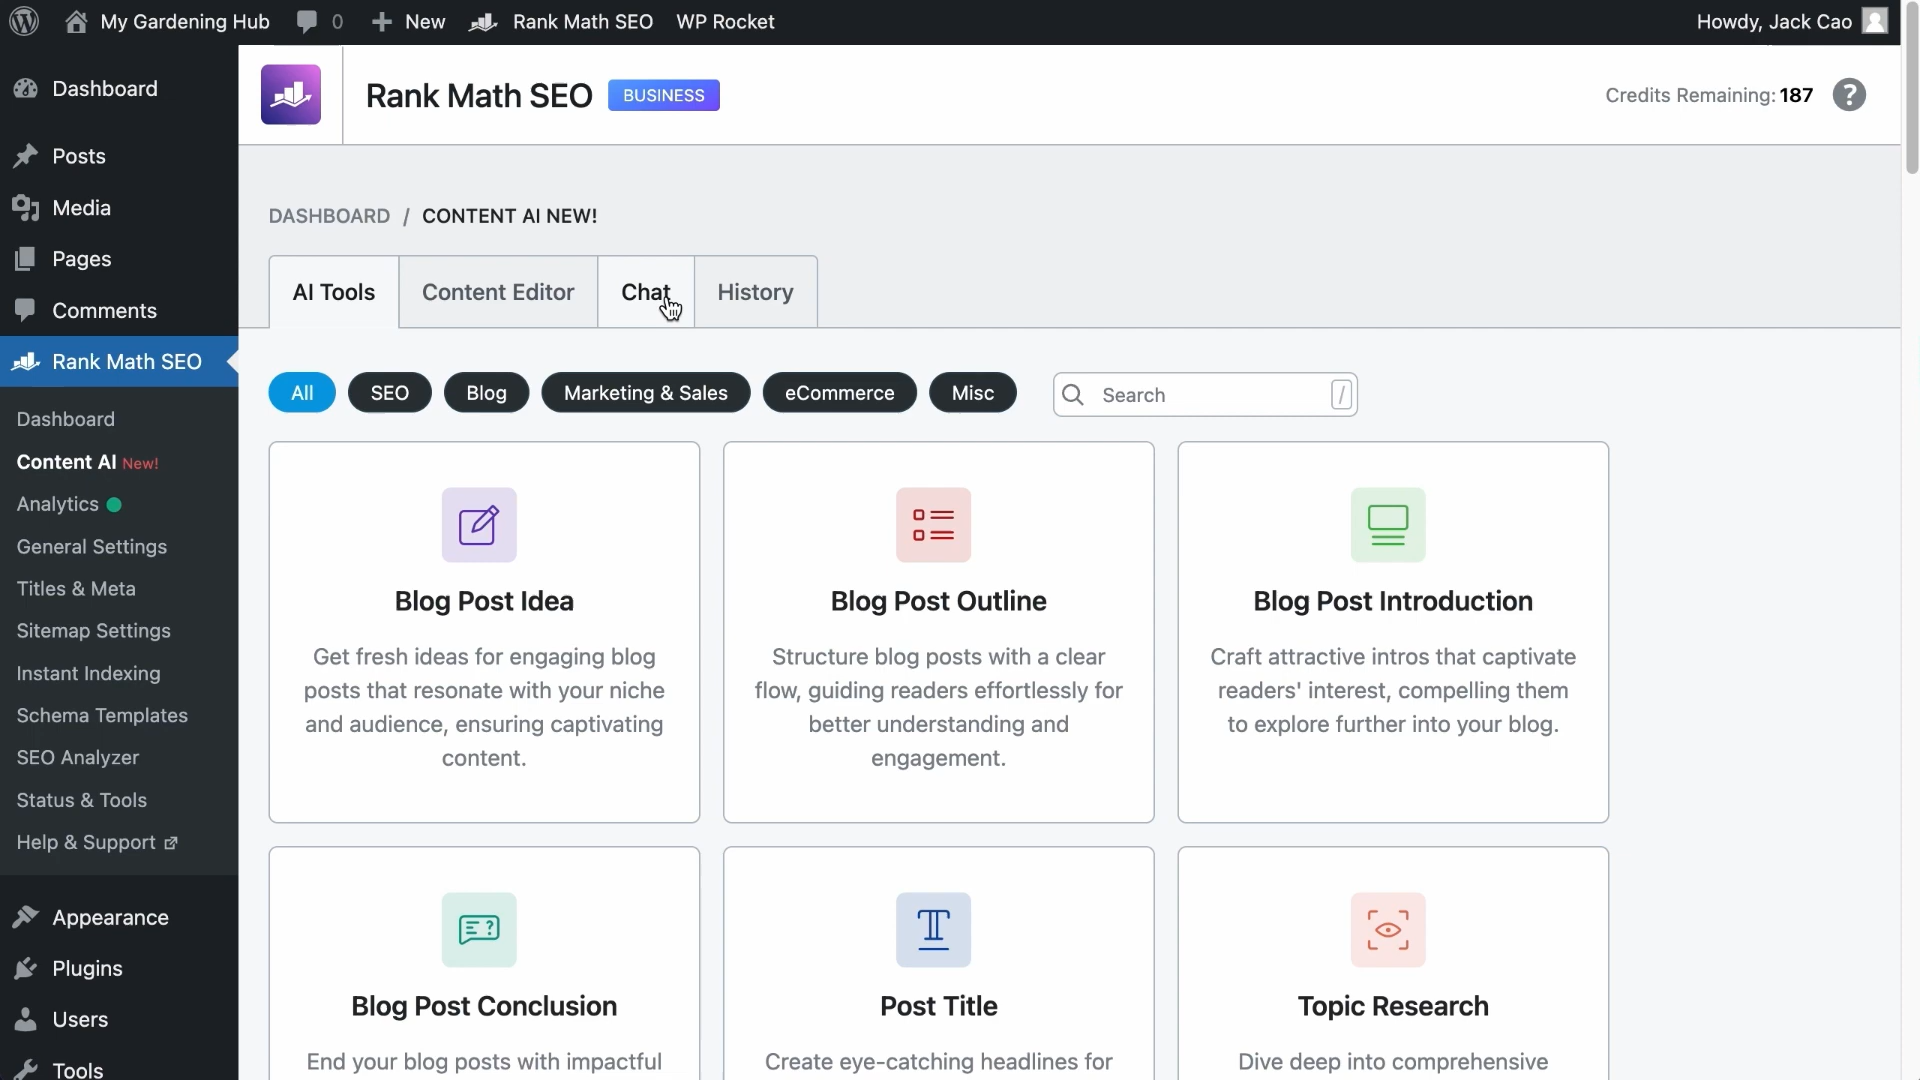 My Gardening Hub 0 New Rank Math SEO WP Rocket Howdy, Jack Cao
Dashboard
Posts
Media
Pages
Comments
Rank Math SEO
Dashboard
Content AI New!
Analytics
General Settings
Titles & Meta
Sitemap Settings
Instant Indexing
Schema Templates
SEO Analyzer
Status & Tools
Help & Support
Appearance
Plugins
Users
Tools
Rank Math SEO BUSINESS Credits Remaining: 187 ?
DASHBOARD / CONTENT AI NEW!
AI Tools Content Editor Chat History
All SEO Blog Marketing & Sales eCommerce Misc Search /
Blog Post Idea
Get fresh ideas for engaging blog
posts that resonate with your niche
and audience, ensuring captivating
content.
Blog Post Outline
Structure blog posts with a clear
flow, guiding readers effortlessly for
better understanding and
engagement.
Blog Post Introduction
Craft attractive intros that captivate
readers' interest, compelling them
to explore further into your blog.
Blog Post Conclusion
End your blog posts with impactful
Post Title
Create eye-catching headlines for
Topic Research
Dive deep into comprehensive